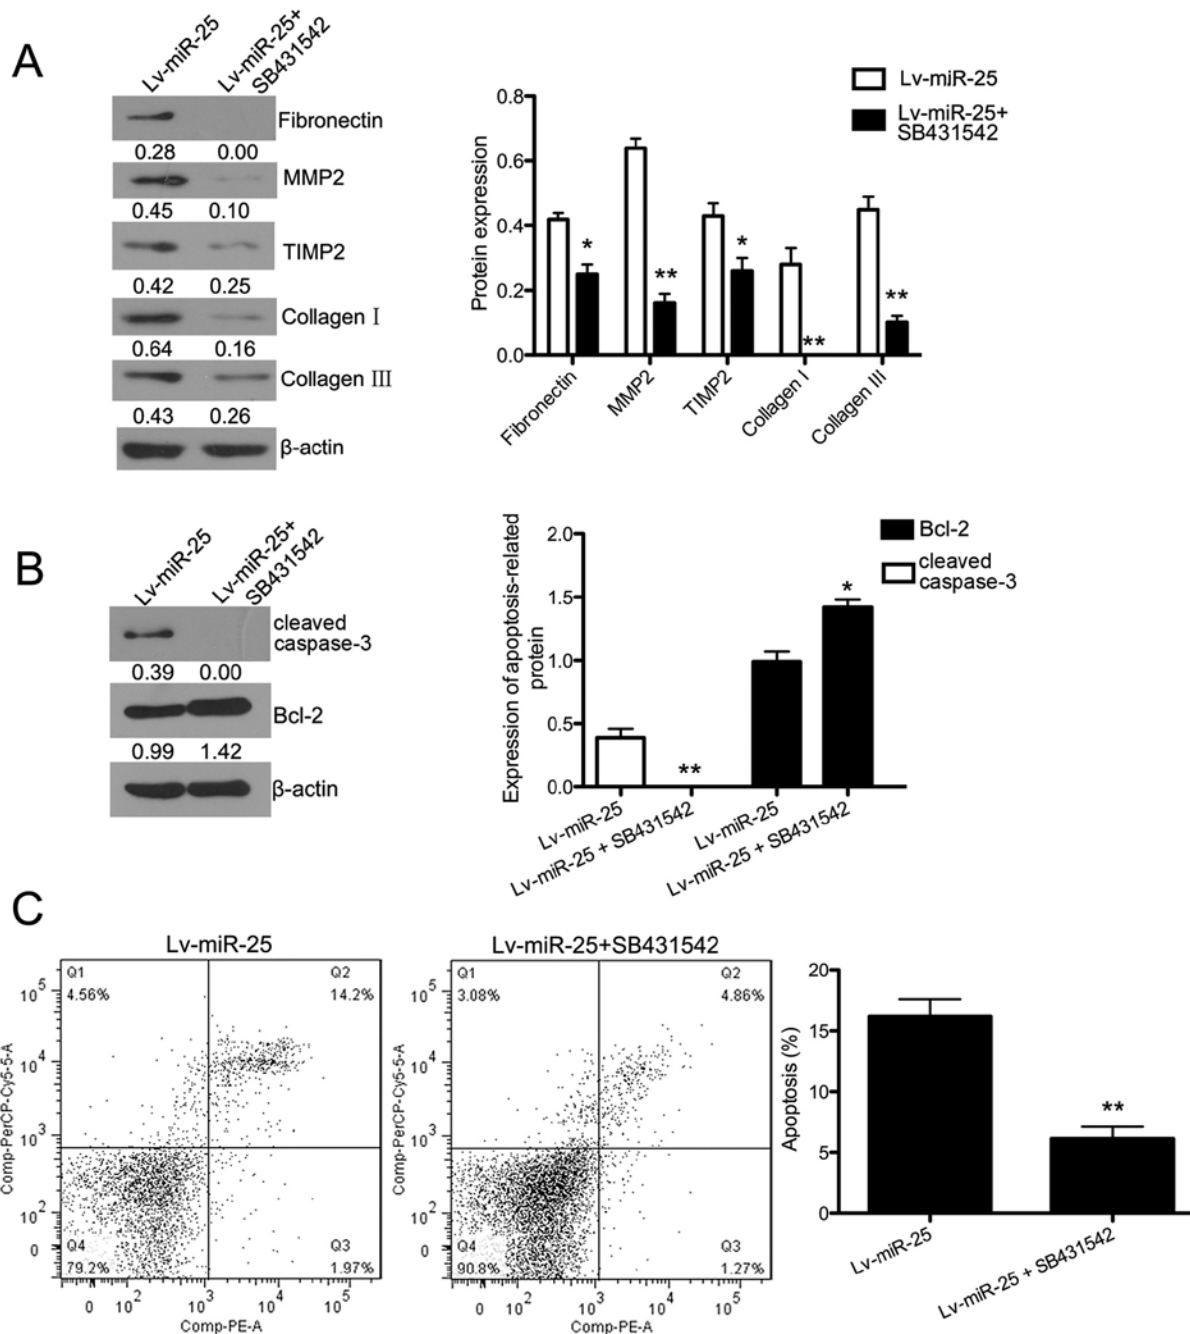 A
Lv-miR-25
Lv-miR-25+
SB431542
Fibronectin
0.28 0.00
MMP2
0.45 0.10
TIMP2
0.42 0.25
Collagen Ⅰ
0.64 0.16
Collagen Ⅲ
0.43 0.26
β-actin
Lv-miR-25
Lv-miR-25+
SB431542
Protein expression
0.8
0.6
0.4
0.2
0.0
*
**
*
**
**
Fibronectin
MMP2
TIMP2
Collagen I
Collagen III
B
Lv-miR-25
Lv-miR-25+
SB431542
cleaved
caspase-3
0.39 0.00
Bcl-2
0.99 1.42
β-actin
Bcl-2
cleaved
caspase-3
Expression of apoptosis-related
protein
2.0
1.5
1.0
0.5
0.0
**
*
Lv-miR-25
Lv-miR-25 + SB431542
Lv-miR-25
Lv-miR-25 + SB431542
C
Lv-miR-25
Q1
4.56%
Q2
14.2%
Q4
79.2%
Q3
1.97%
Comp-PerCP-Cy5-5-A
10^5
10^4
10^3
10^2
0
0 10^2 10^3 10^4 10^5
Comp-PE-A
Lv-miR-25+SB431542
Q1
3.08%
Q2
4.86%
Q4
90.8%
Q3
1.27%
Comp-PerCP-Cy5-5-A
10^5
10^4
10^3
10^2
0
0 10^2 10^3 10^4 10^5
Comp-PE-A
Apoptosis (%)
20
15
10
5
0
**
Lv-miR-25
Lv-miR-25 + SB431542